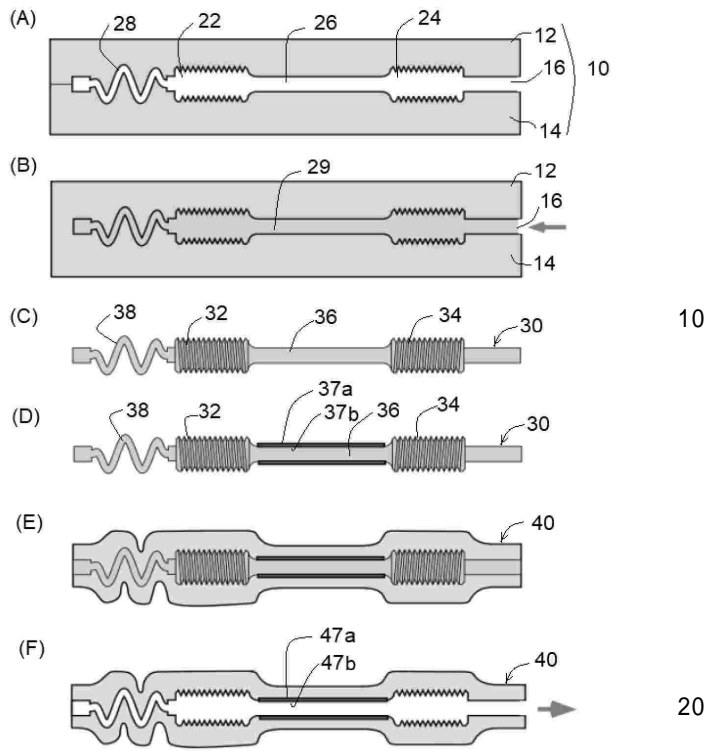 (A) 28 22 26 24 12 16 10 14
(B) 29 12 16 14
(C) 38 32 36 34 30 10
(D) 38 32 37a 37b 36 34 30
(E) 40
(F) 47a 47b 40 20